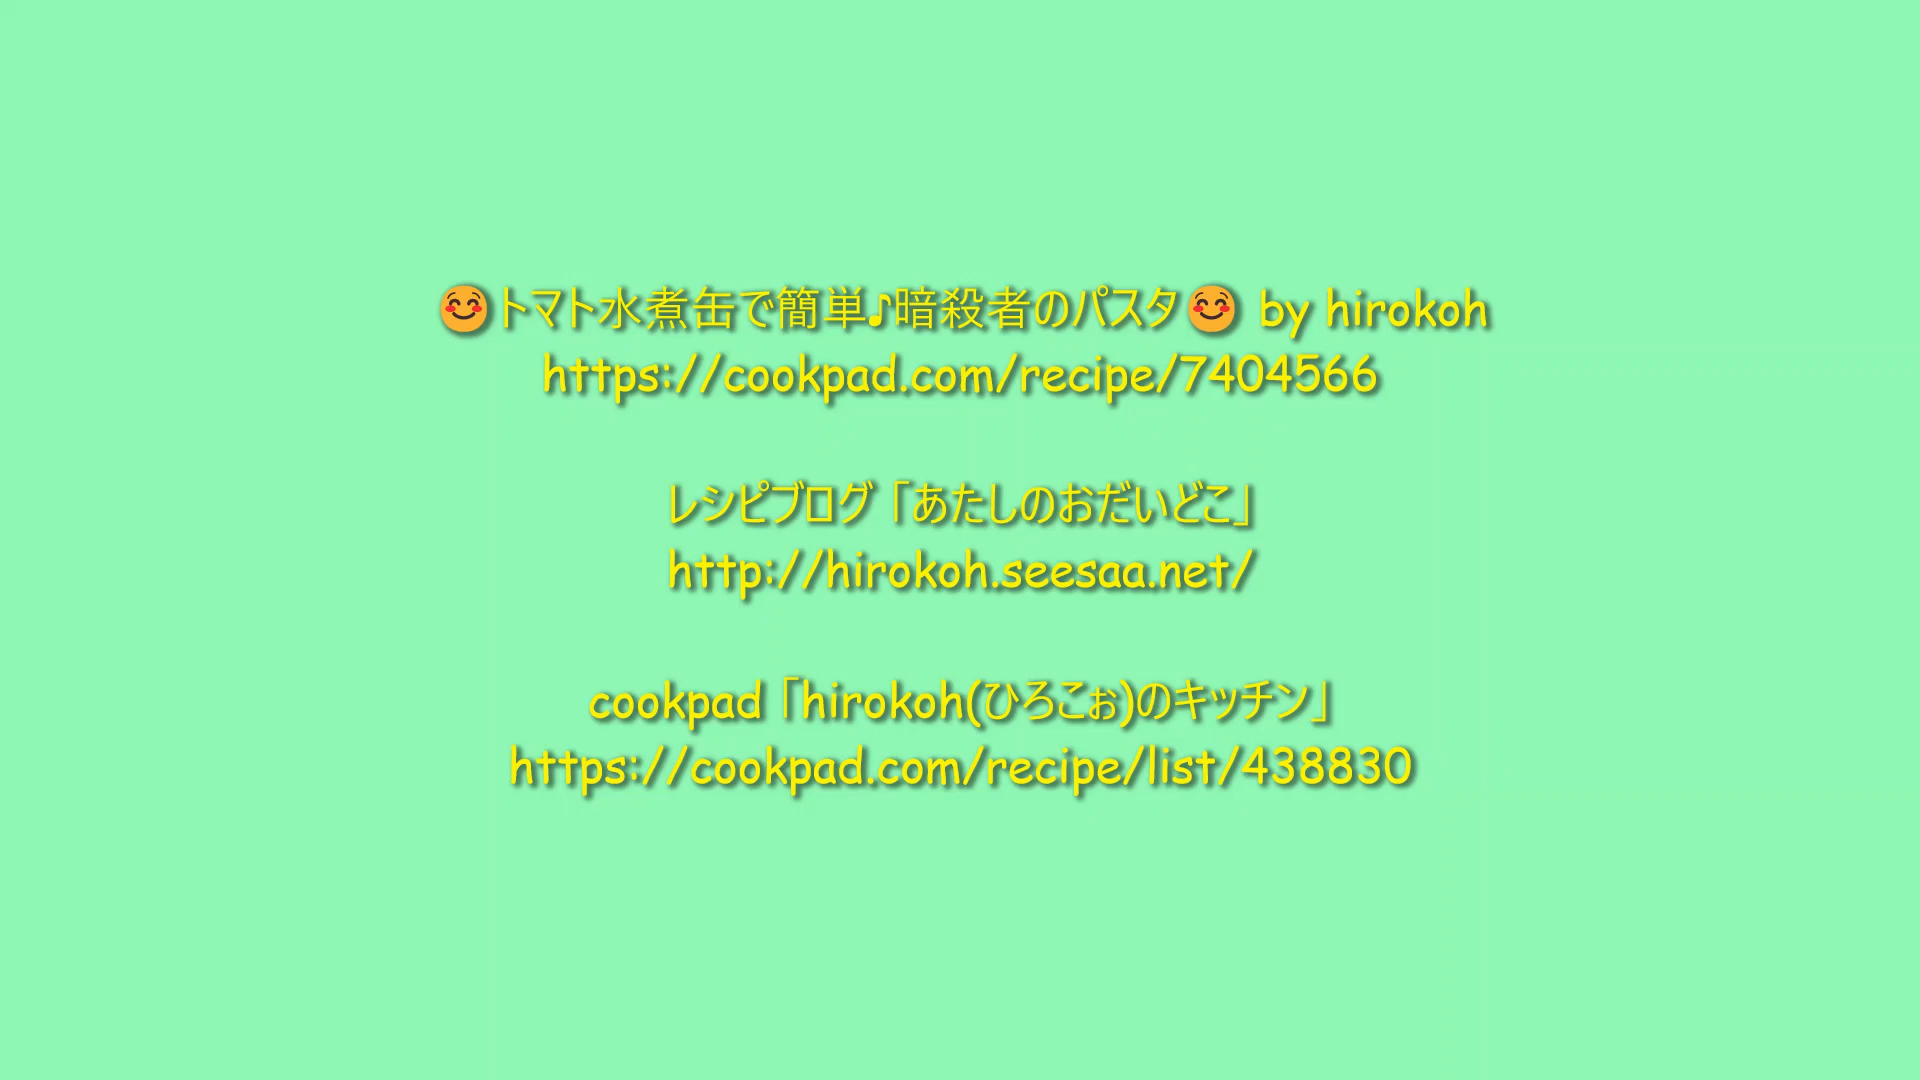 😊トマト水煮缶で簡単♪暗殺者のパスタ😊 by hirokoh
https://cookpad.com/recipe/7404566
レシピブログ「あたしのおだいどこ」
http://hirokoh.seesaa.net/
cookpad「hirokoh(ひろこぉ)のキッチン」
https://cookpad.com/recipe/list/438830